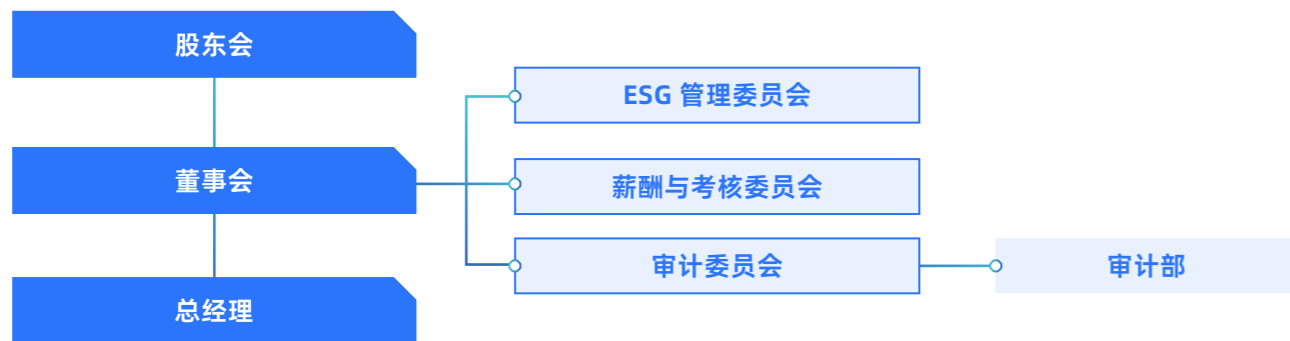 股东会
董事会
总经理
ESG 管理委员会
薪酬与考核委员会
审计委员会
审计部